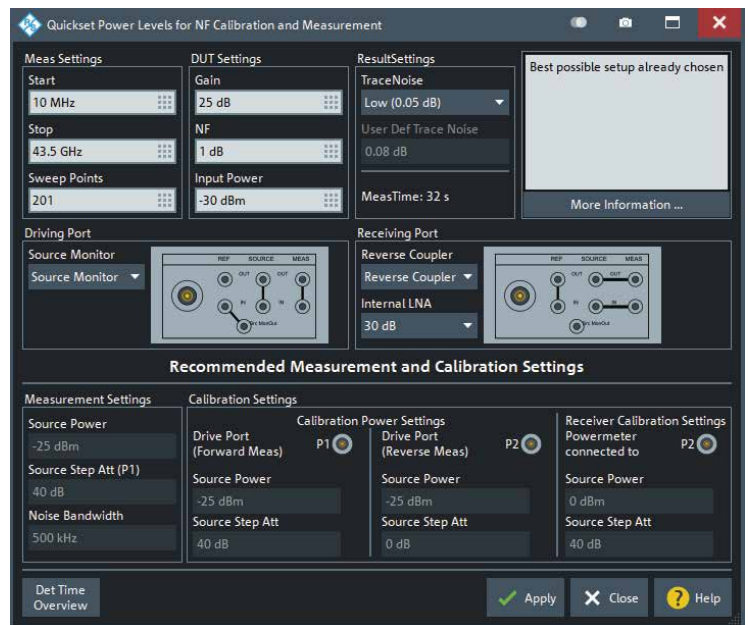 Quickset Power Levels for NF Calibration and Measurement
Meas Settings
Start
10 MHz
Stop
43.5 GHz
Sweep Points
201
DUT Settings
Gain
25 dB
NF
1 dB
Input Power
-30 dBm
ResultSettings
TraceNoise
Low (0.05 dB)
User Def Trace Noise
0.08 dB
MeasTime: 32 s
Best possible setup already chosen
More Information ...
Driving Port
Source Monitor
Source Monitor
REF SOURCE MEAS
OUT OUT
IN IN
Src MonOut
Receiving Port
Reverse Coupler
Reverse Coupler
Internal LNA
30 dB
REF SOURCE MEAS
OUT OUT
IN IN
Src MonOut
Recommended Measurement and Calibration Settings
Measurement Settings
Source Power
-25 dBm
Source Step Att (P1)
40 dB
Noise Bandwidth
500 kHz
Calibration Settings
Calibration Power Settings
Drive Port
(Forward Meas)
P1
Source Power
-25 dBm
Source Step Att
40 dB
Drive Port
(Reverse Meas)
P2
Source Power
-25 dBm
Source Step Att
0 dB
Receiver Calibration Settings
Powermeter
connected to
P2
Source Power
0 dBm
Source Step Att
40 dB
Det Time
Overview
Apply
Close
? Help